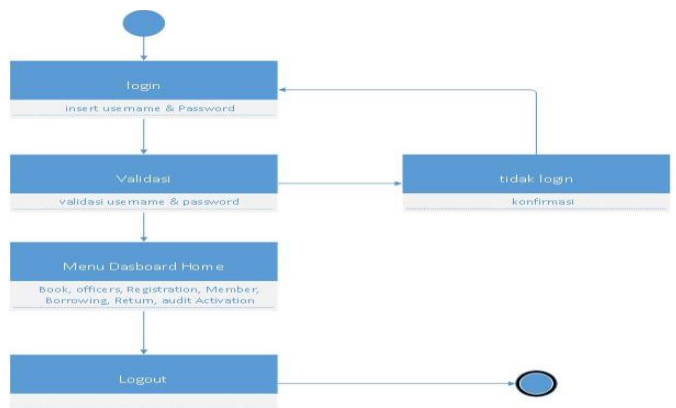 login
insert username & Password
Validasi
validasi username & password
tidak login
konfirmasi
Menu Dasboard Home
Book, officers, Registration, Member,
Borrowing, Return, audit Activation
Logout